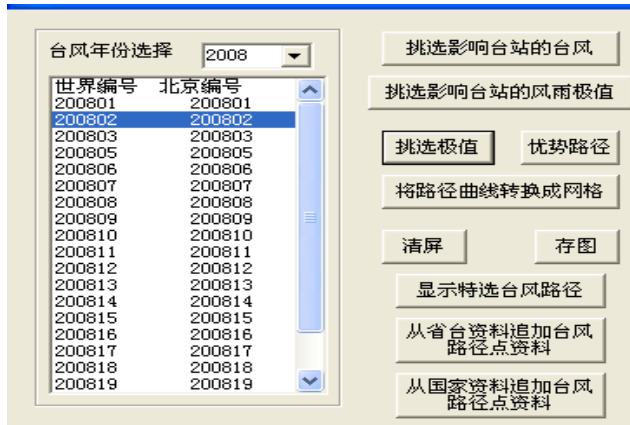 台风年份选择 2008
世界编号 北京编号
200801 200801
200802 200802
200803 200803
200805 200805
200806 200806
200807 200807
200808 200808
200809 200809
200810 200810
200811 200811
200812 200812
200813 200813
200814 200814
200815 200815
200816 200816
200817 200817
200818 200818
200819 200819
挑选影响台站的台风
挑选影响台站的风雨极值
挑选极值 优势路径
将路径曲线转换成网格
清屏 存图
显示特选台风路径
从省台资料追加台风
路径点资料
从国家资料追加台风
路径点资料